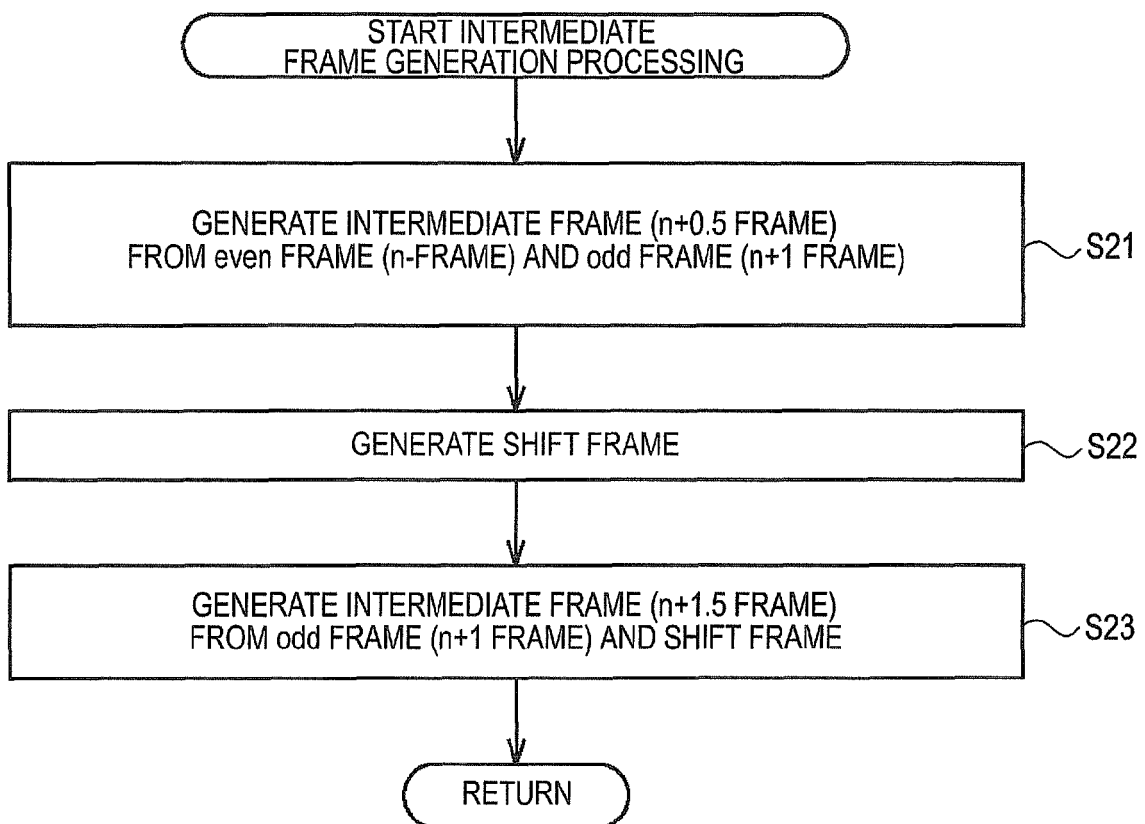 START INTERMEDIATE
FRAME GENERATION PROCESSING
GENERATE INTERMEDIATE FRAME (n+0.5 FRAME)
FROM even FRAME (n-FRAME) AND odd FRAME (n+1 FRAME)
S21
GENERATE SHIFT FRAME
S22
GENERATE INTERMEDIATE FRAME (n+1.5 FRAME)
FROM odd FRAME (n+1 FRAME) AND SHIFT FRAME
S23
RETURN